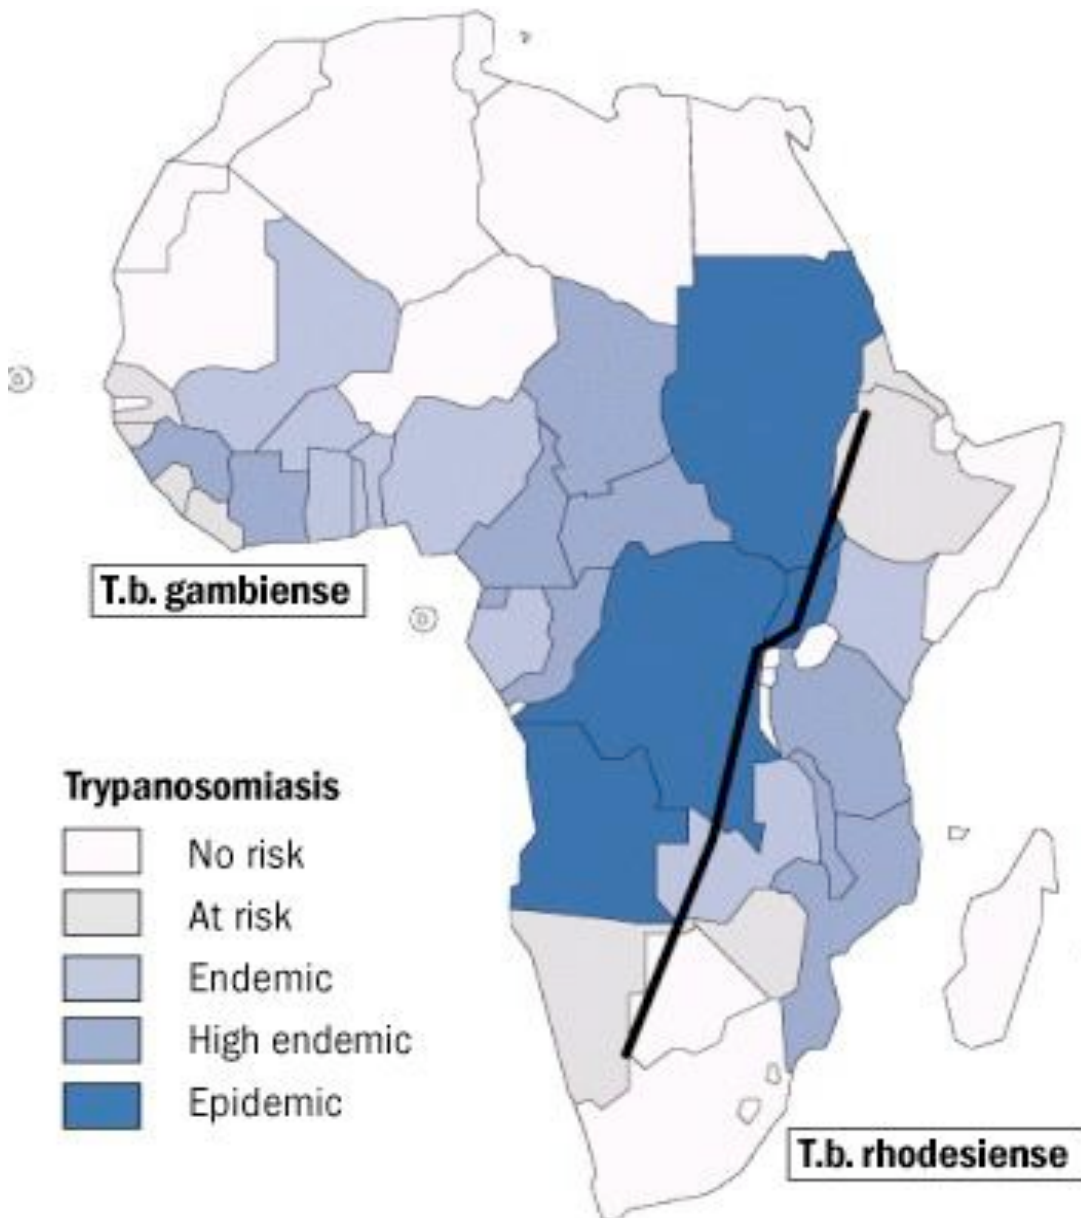 T.b. gambiense
Trypanosomiasis
No risk
At risk
Endemic
High endemic
Epidemic
T.b. rhodesiense